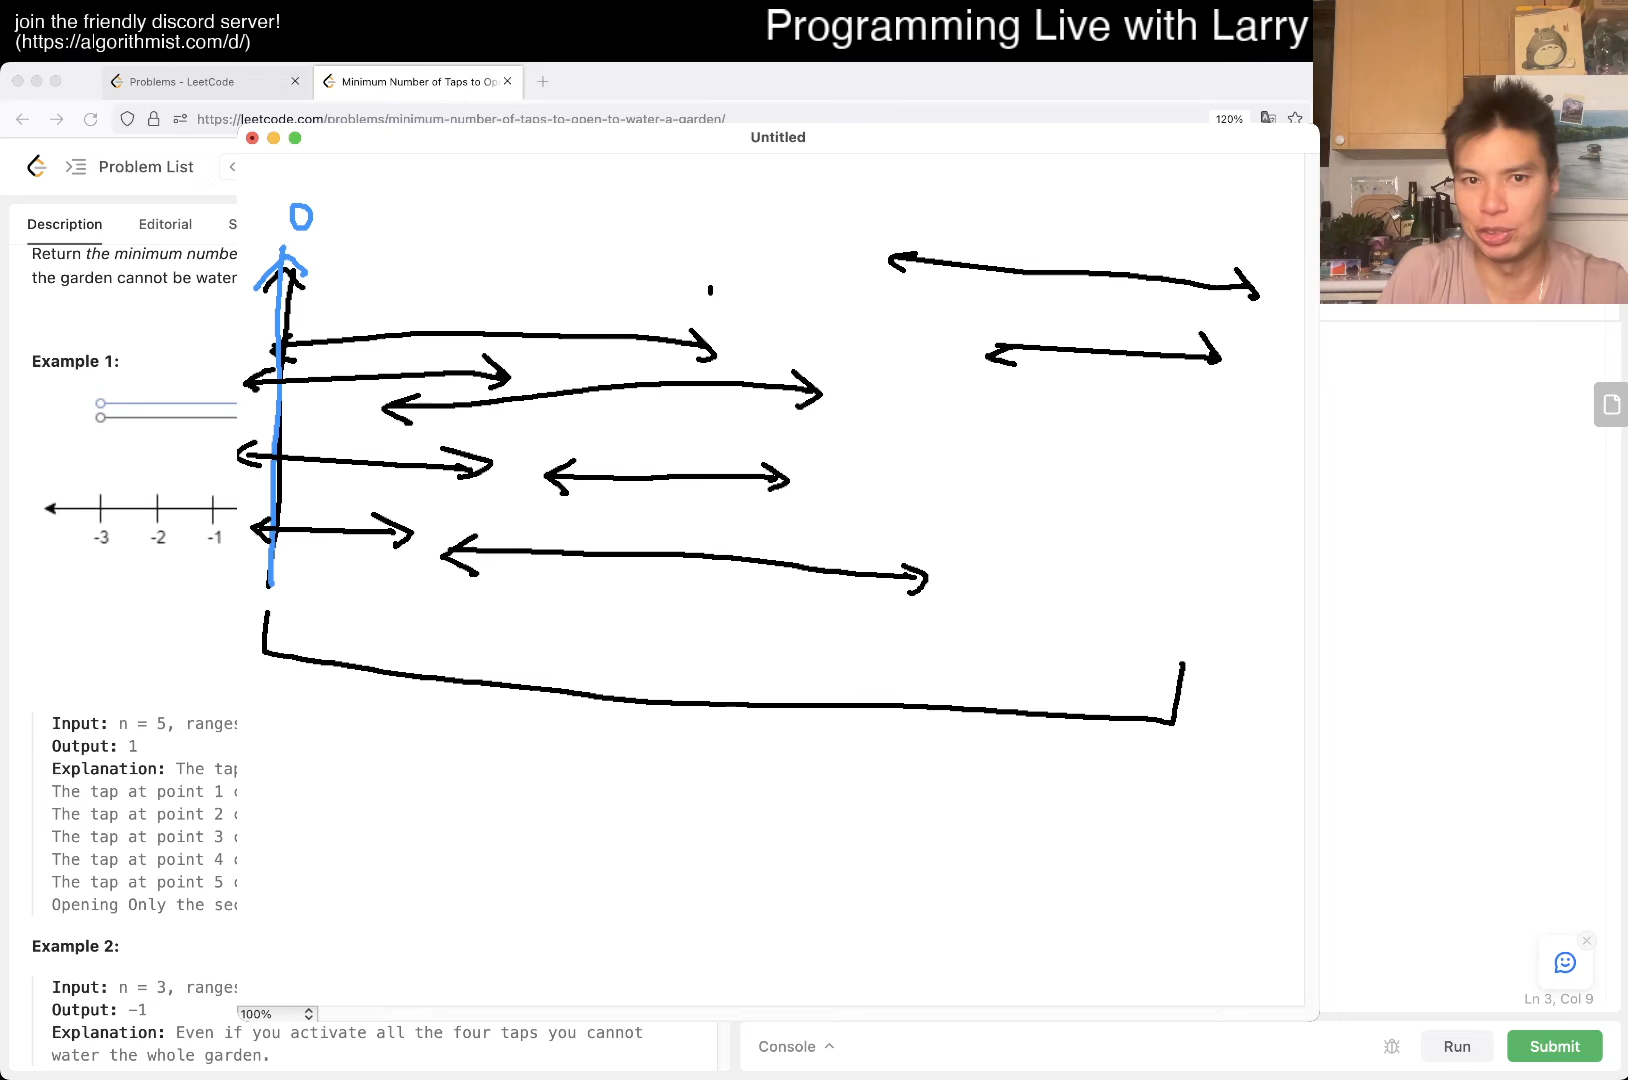 join the friendly discord server!
(https://algorithmist.com/d/)
Programming Live with Larry
Problems - LeetCode
Minimum Number of Taps to Op
https://leetcode.com/problems/minimum-number-of-taps-to-open-to-water-a-garden/
120%
Untitled
Problem List
Description
Editorial
S
0
Return the minimum numbe
the garden cannot be water
Example 1:
-3
-2
-1
Input: n = 5, ranges
Output: 1
Explanation: The tap
The tap at point 1 c
The tap at point 2 c
The tap at point 3 c
The tap at point 4 c
The tap at point 5 c
Opening Only the sec
Example 2:
Input: n = 3, ranges
Output: -1
Explanation: Even if you activate all the four taps you cannot
water the whole garden.
100%
Ln 3, Col 9
Console
Run
Submit